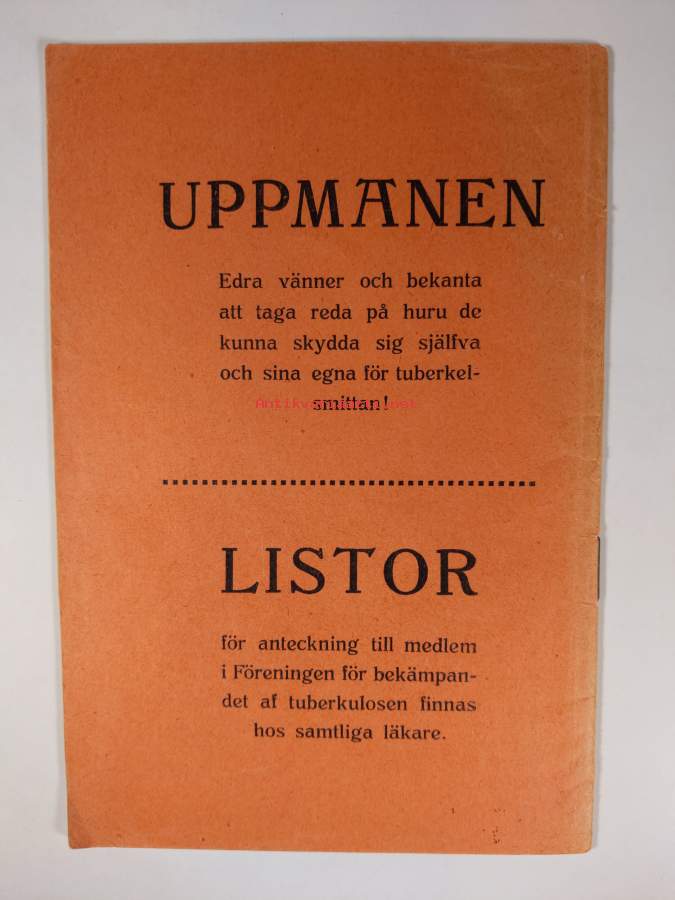 UPPMANEN
Edra vänner och bekanta
att taga reda på huru de
kunna skydda sig själfva
och sina egna för tuberkel-
smittan!
LISTOR
för anteckning till medlem
i Föreningen för bekämpan-
det af tuberkulosen finnas
hos samtliga läkare.